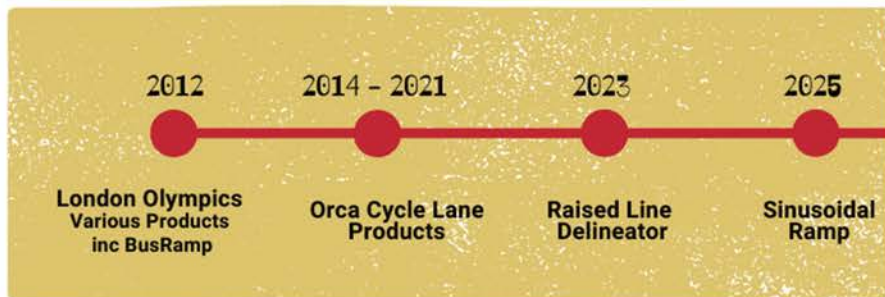 2012
2014 - 2021
2023
2025
London Olympics
Various Products
inc BusRamp
Orca Cycle Lane
Products
Raised Line
Delineator
Sinusoidal
Ramp